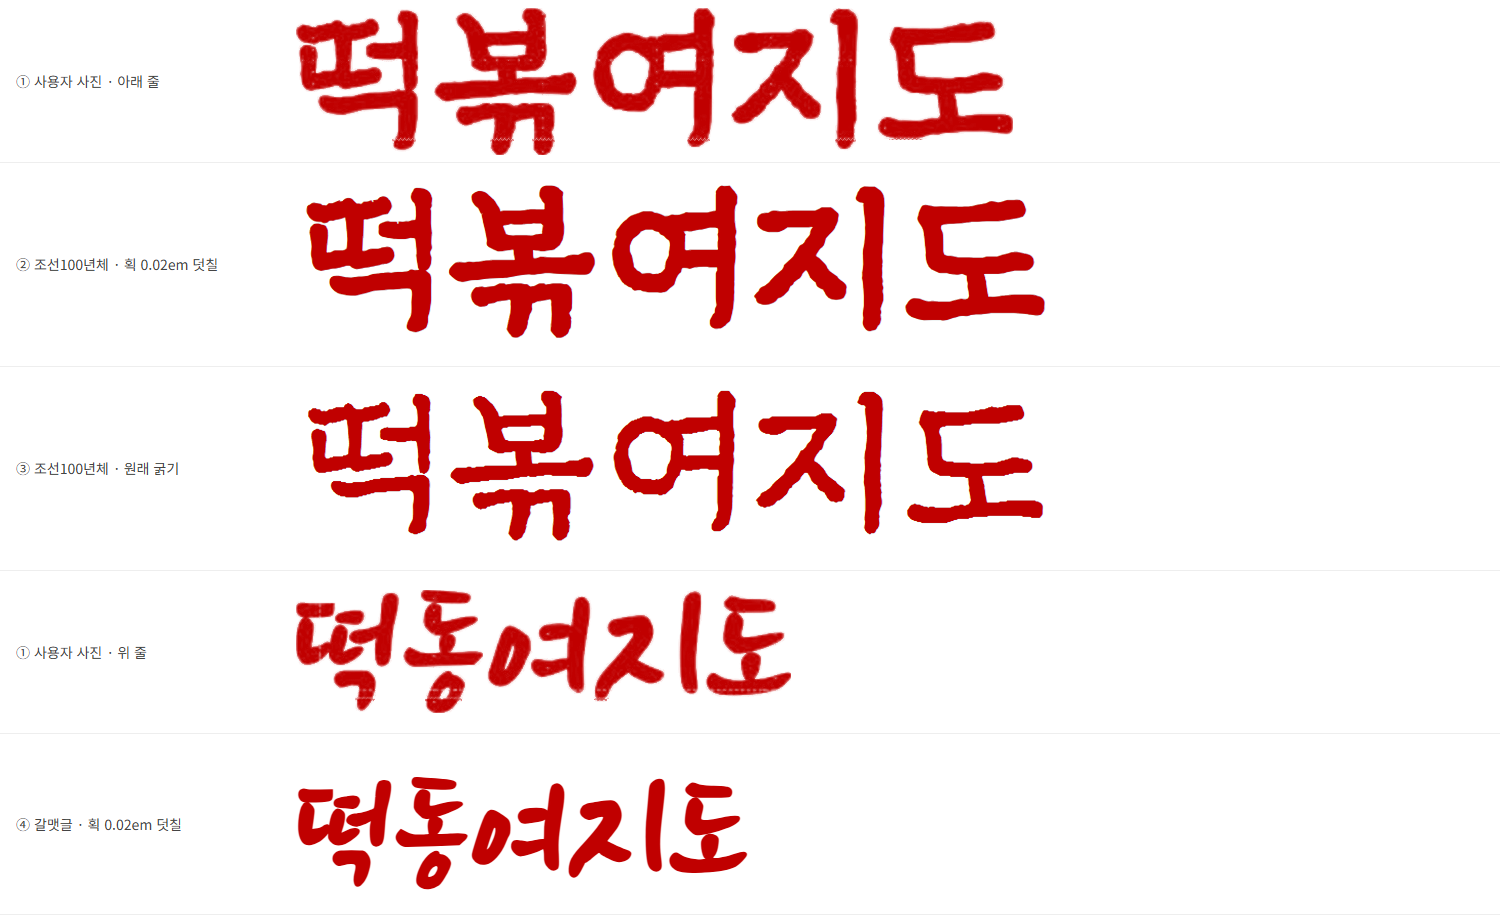 ① 사용자 사진 · 아래 줄 떡볶여지도
② 조선100년체 · 획 0.02em 덧칠 떡볶여지도
③ 조선100년체 · 원래 굵기 떡볶여지도
① 사용자 사진 · 위 줄 떡동여지도
④ 갈맷글 · 획 0.02em 덧칠 떡동여지도